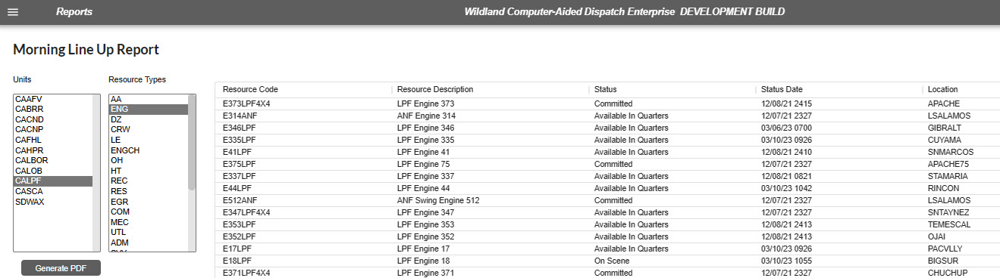 Reports
Wildland Computer-Aided Dispatch Enterprise DEVELOPMENT BUILD
Morning Line Up Report
Units
CAAFV
CABRR
CACND
CACNP
CAFHL
CAHPR
CALBOR
CALOB
CALPF
CASCA
SDWAX
Generate PDF
Resource Types
AA
ENG
DZ
CRW
LE
ENGCH
OH
HT
REC
RES
EGR
COM
MEC
UTL
ADM
Resource Code Resource Description Status Status Date Location
E373LPF4X4 LPF Engine 373 Committed 12/08/21 2415 APACHE
E314ANF ANF Engine 314 Available In Quarters 12/07/21 2327 LSALAMOS
E346LPF LPF Engine 346 Available In Quarters 03/06/23 0700 GIBRALT
E335LPF LPF Engine 335 Available In Quarters 03/10/23 0926 CUYAMA
E41LPF LPF Engine 41 Available In Quarters 12/08/21 2410 SNMARCOS
E375LPF LPF Engine 75 Committed 12/07/21 2327 APACHE75
E337LPF LPF Engine 337 Available In Quarters 12/08/21 0821 STAMARIA
E44LPF LPF Engine 44 Available In Quarters 03/10/23 1042 RINCON
E512ANF ANF Swing Engine 512 Committed 12/07/21 2327 LSALAMOS
E347LPF4X4 LPF Engine 347 Available In Quarters 12/07/21 2327 SNTAYNEZ
E353LPF LPF Engine 353 Available In Quarters 12/08/21 2413 TEMESCAL
E352LPF LPF Engine 352 Available In Quarters 12/08/21 2413 OJAI
E17LPF LPF Engine 17 Available In Quarters 03/10/23 0926 PACVLLY
E18LPF LPF Engine 18 On Scene 03/10/23 1055 BIGSUR
E371LPF4X4 LPF Engine 371 Committed 12/07/21 2327 CHUCHUP